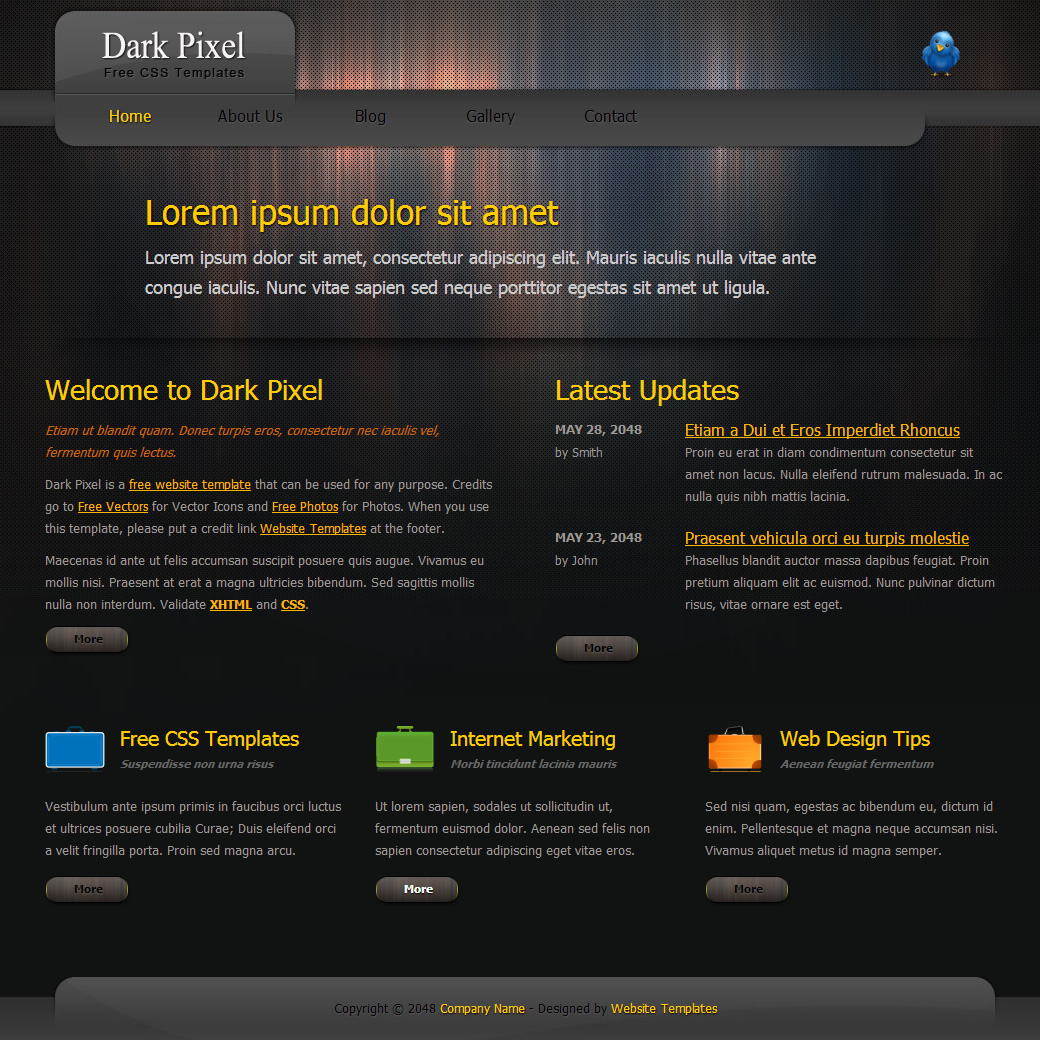 Dark Pixel
Free CSS Templates
Home About Us Blog Gallery Contact
Lorem ipsum dolor sit amet
Lorem ipsum dolor sit amet, consectetur adipiscing elit. Mauris iaculis nulla vitae ante
congue iaculis. Nunc vitae sapien sed neque porttitor egestas sit amet ut ligula.
Welcome to Dark Pixel
Etiam ut blandit quam. Donec turpis eros, consectetur nec iaculis vel,
fermentum quis lectus.
Dark Pixel is a free website template that can be used for any purpose. Credits
go to Free Vectors for Vector Icons and Free Photos for Photos. When you use
this template, please put a credit link Website Templates at the footer.
Maecenas id ante ut felis accumsan suscipit posuere quis augue. Vivamus eu
mollis nisi. Praesent at erat a magna ultricies bibendum. Sed sagittis mollis
nulla non interdum. Validate XHTML and CSS.
More
Latest Updates
MAY 28, 2048
by Smith
Etiam a Dui et Eros Imperdiet Rhoncus
Proin eu erat in diam condimentum consectetur sit
amet non lacus. Nulla eleifend rutrum malesuada. In ac
nulla quis nibh mattis lacinia.
MAY 23, 2048
by John
Praesent vehicula orci eu turpis molestie
Phasellus blandit auctor massa dapibus feugiat. Proin
pretium aliquam elit ac euismod. Nunc pulvinar dictum
risus, vitae ornare est eget.
More
Free CSS Templates
Suspendisse non urna risus
Vestibulum ante ipsum primis in faucibus orci luctus
et ultrices posuere cubilia Curae; Duis eleifend orci
a velit fringilla porta. Proin sed magna arcu.
More
Internet Marketing
Morbi tincidunt lacinia mauris
Ut lorem sapien, sodales ut sollicitudin ut,
fermentum euismod dolor. Aenean sed felis non
sapien consectetur adipiscing eget vitae eros.
More
Web Design Tips
Aenean feugiat fermentum
Sed nisi quam, egestas ac bibendum eu, dictum id
enim. Pellentesque et magna neque accumsan nisi.
Vivamus aliquet metus id magna semper.
More
Copyright © 2048 Company Name - Designed by Website Templates